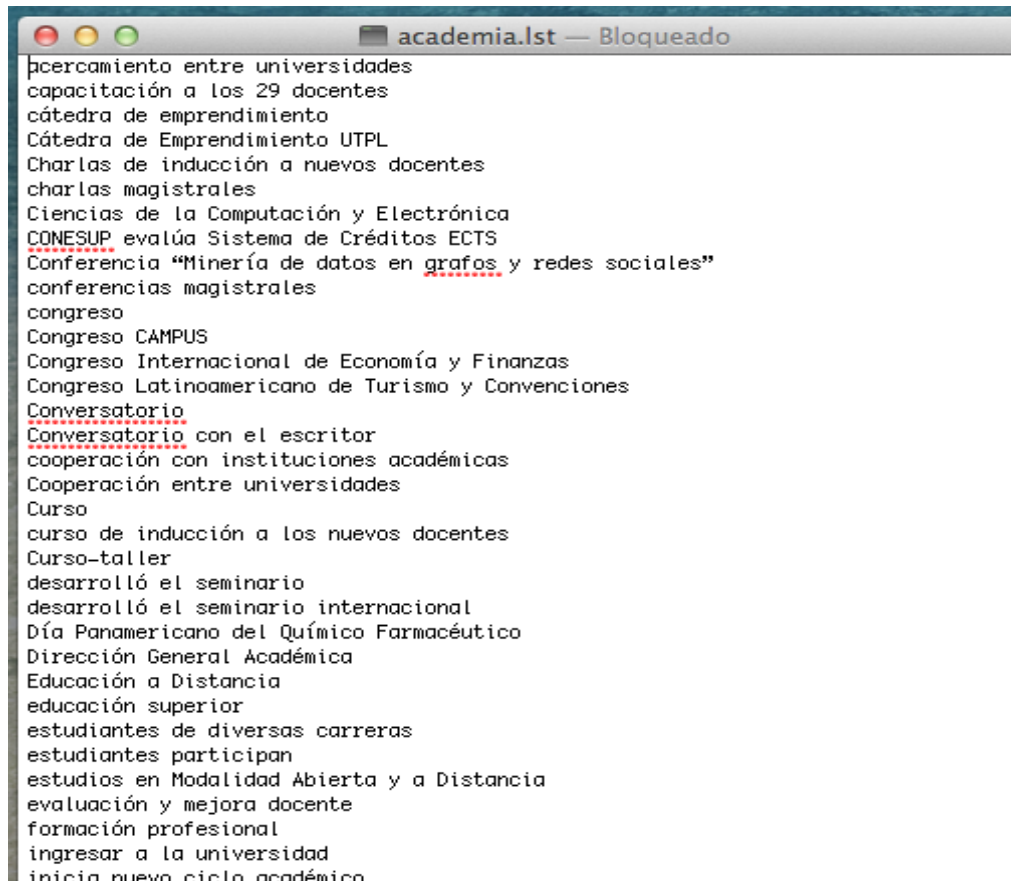 academia.lst — Bloqueado
acercamiento entre universidades
capacitación a los 29 docentes
cátedra de emprendimiento
Cátedra de Emprendimiento UTPL
Charlas de inducción a nuevos docentes
charlas magistrales
Ciencias de la Computación y Electrónica
CONESUP evalúa Sistema de Créditos ECTS
Conferencia “Minería de datos en grafos y redes sociales”
conferencias magistrales
congreso
Congreso CAMPUS
Congreso Internacional de Economía y Finanzas
Congreso Latinoamericano de Turismo y Convenciones
Conversatorio
Conversatorio con el escritor
cooperación con instituciones académicas
Cooperación entre universidades
Curso
curso de inducción a los nuevos docentes
Curso-taller
desarrolló el seminario
desarrolló el seminario internacional
Día Panamericano del Químico Farmacéutico
Dirección General Académica
Educación a Distancia
educación superior
estudiantes de diversas carreras
estudiantes participan
estudios en Modalidad Abierta y a Distancia
evaluación y mejora docente
formación profesional
ingresar a la universidad
inicia nuevo ciclo académico